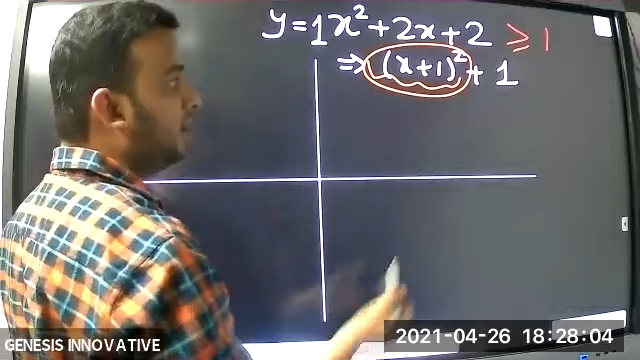 y = 1x² + 2x + 2 ≥ 1
⇒ (x+1)² + 1
GENESIS INNOVATIVE
2021-04-26 18:28:04